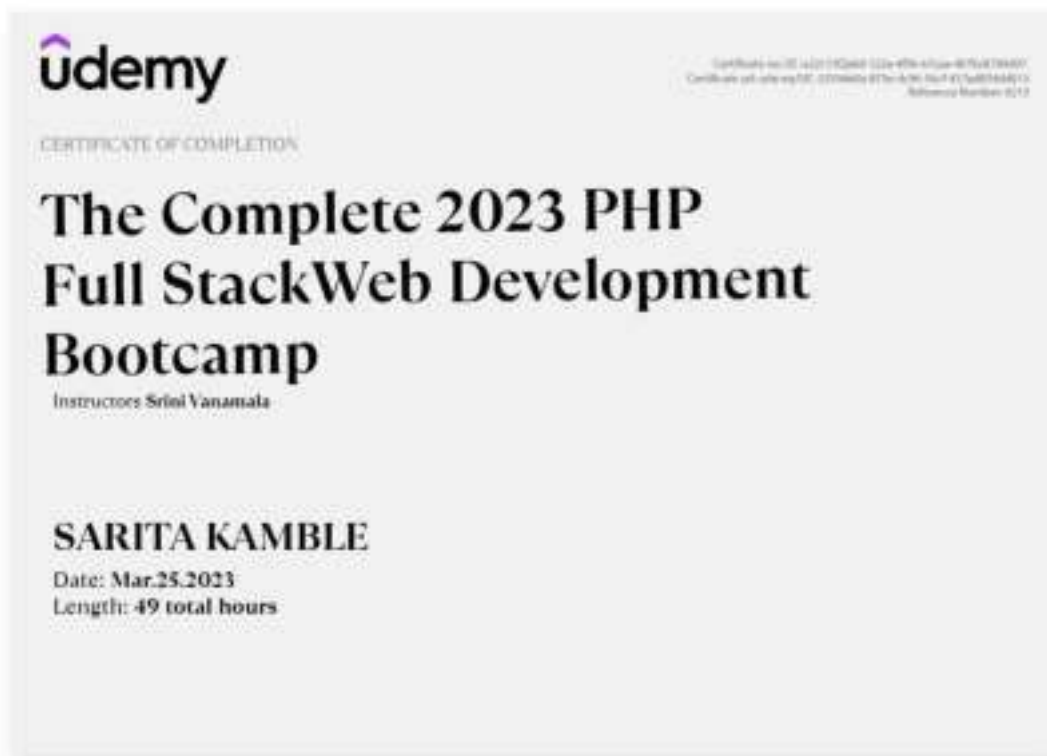 udemy
CERTIFICATE OF COMPLETION
The Complete 2023 PHP
Full StackWeb Development
Bootcamp
Instructors Srini Vanamala
SARITA KAMBLE
Date: Mar.25.2023
Length: 49 total hours